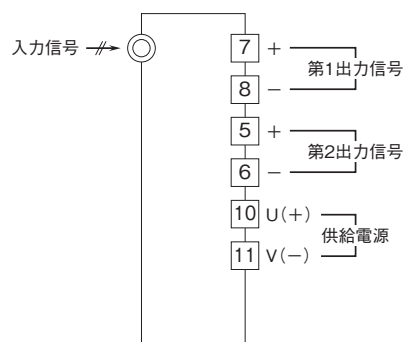 入力信号
7 +
第1出力信号
8 −
5 +
第2出力信号
6 −
10 U(+)
供給電源
11 V(−)